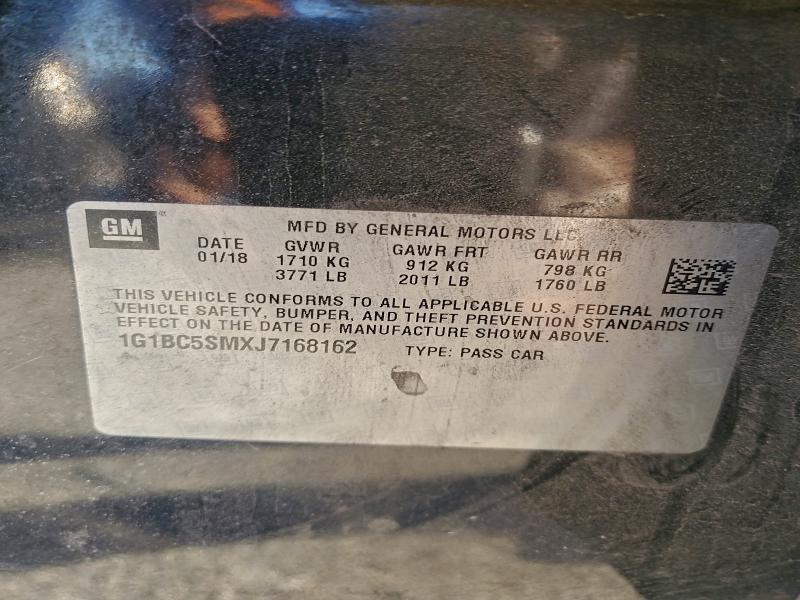 GM
MFD BY GENERAL MOTORS LLC
DATE GVWR GAWR FRT GAWR RR
01/18 1710 KG 912 KG 798 KG
3771 LB 2011 LB 1760 LB
THIS VEHICLE CONFORMS TO ALL APPLICABLE U.S. FEDERAL MOTOR
VEHICLE SAFETY, BUMPER, AND THEFT PREVENTION STANDARDS IN
EFFECT ON THE DATE OF MANUFACTURE SHOWN ABOVE.
1G1BC5SMXJ7168162 TYPE: PASS CAR